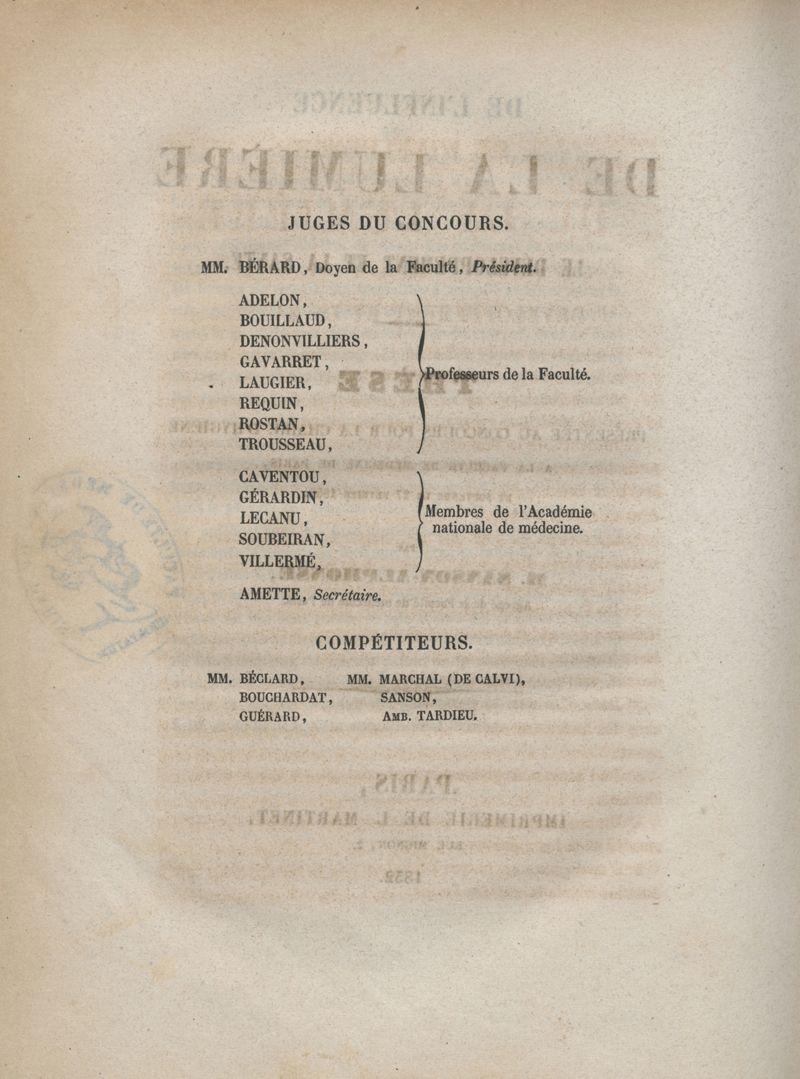 JUGES DU CONCOURS.
MM. BÉRARD, Doyen de la Faculté, Président.
ADELON,
BOUILLAUD,
DENONVILLIERS,
GAVARRET,
LAUGIER,
REQUIN,
ROSTAN,
TROUSSEAU,
Professeurs de la Faculté.
CAVENTOU,
GÉRARDIN,
LECANU,
SOUBEIRAN,
VILLERMÉ,
Membres de l'Académie
nationale de médecine.
AMETTE, Secrétaire.
COMPÉTITEURS.
MM. BÉCLARD, MM. MARCHAL (DE CALVI),
BOUCHARDAT, SANSON,
GUÉRARD, AMB. TARDIEU.